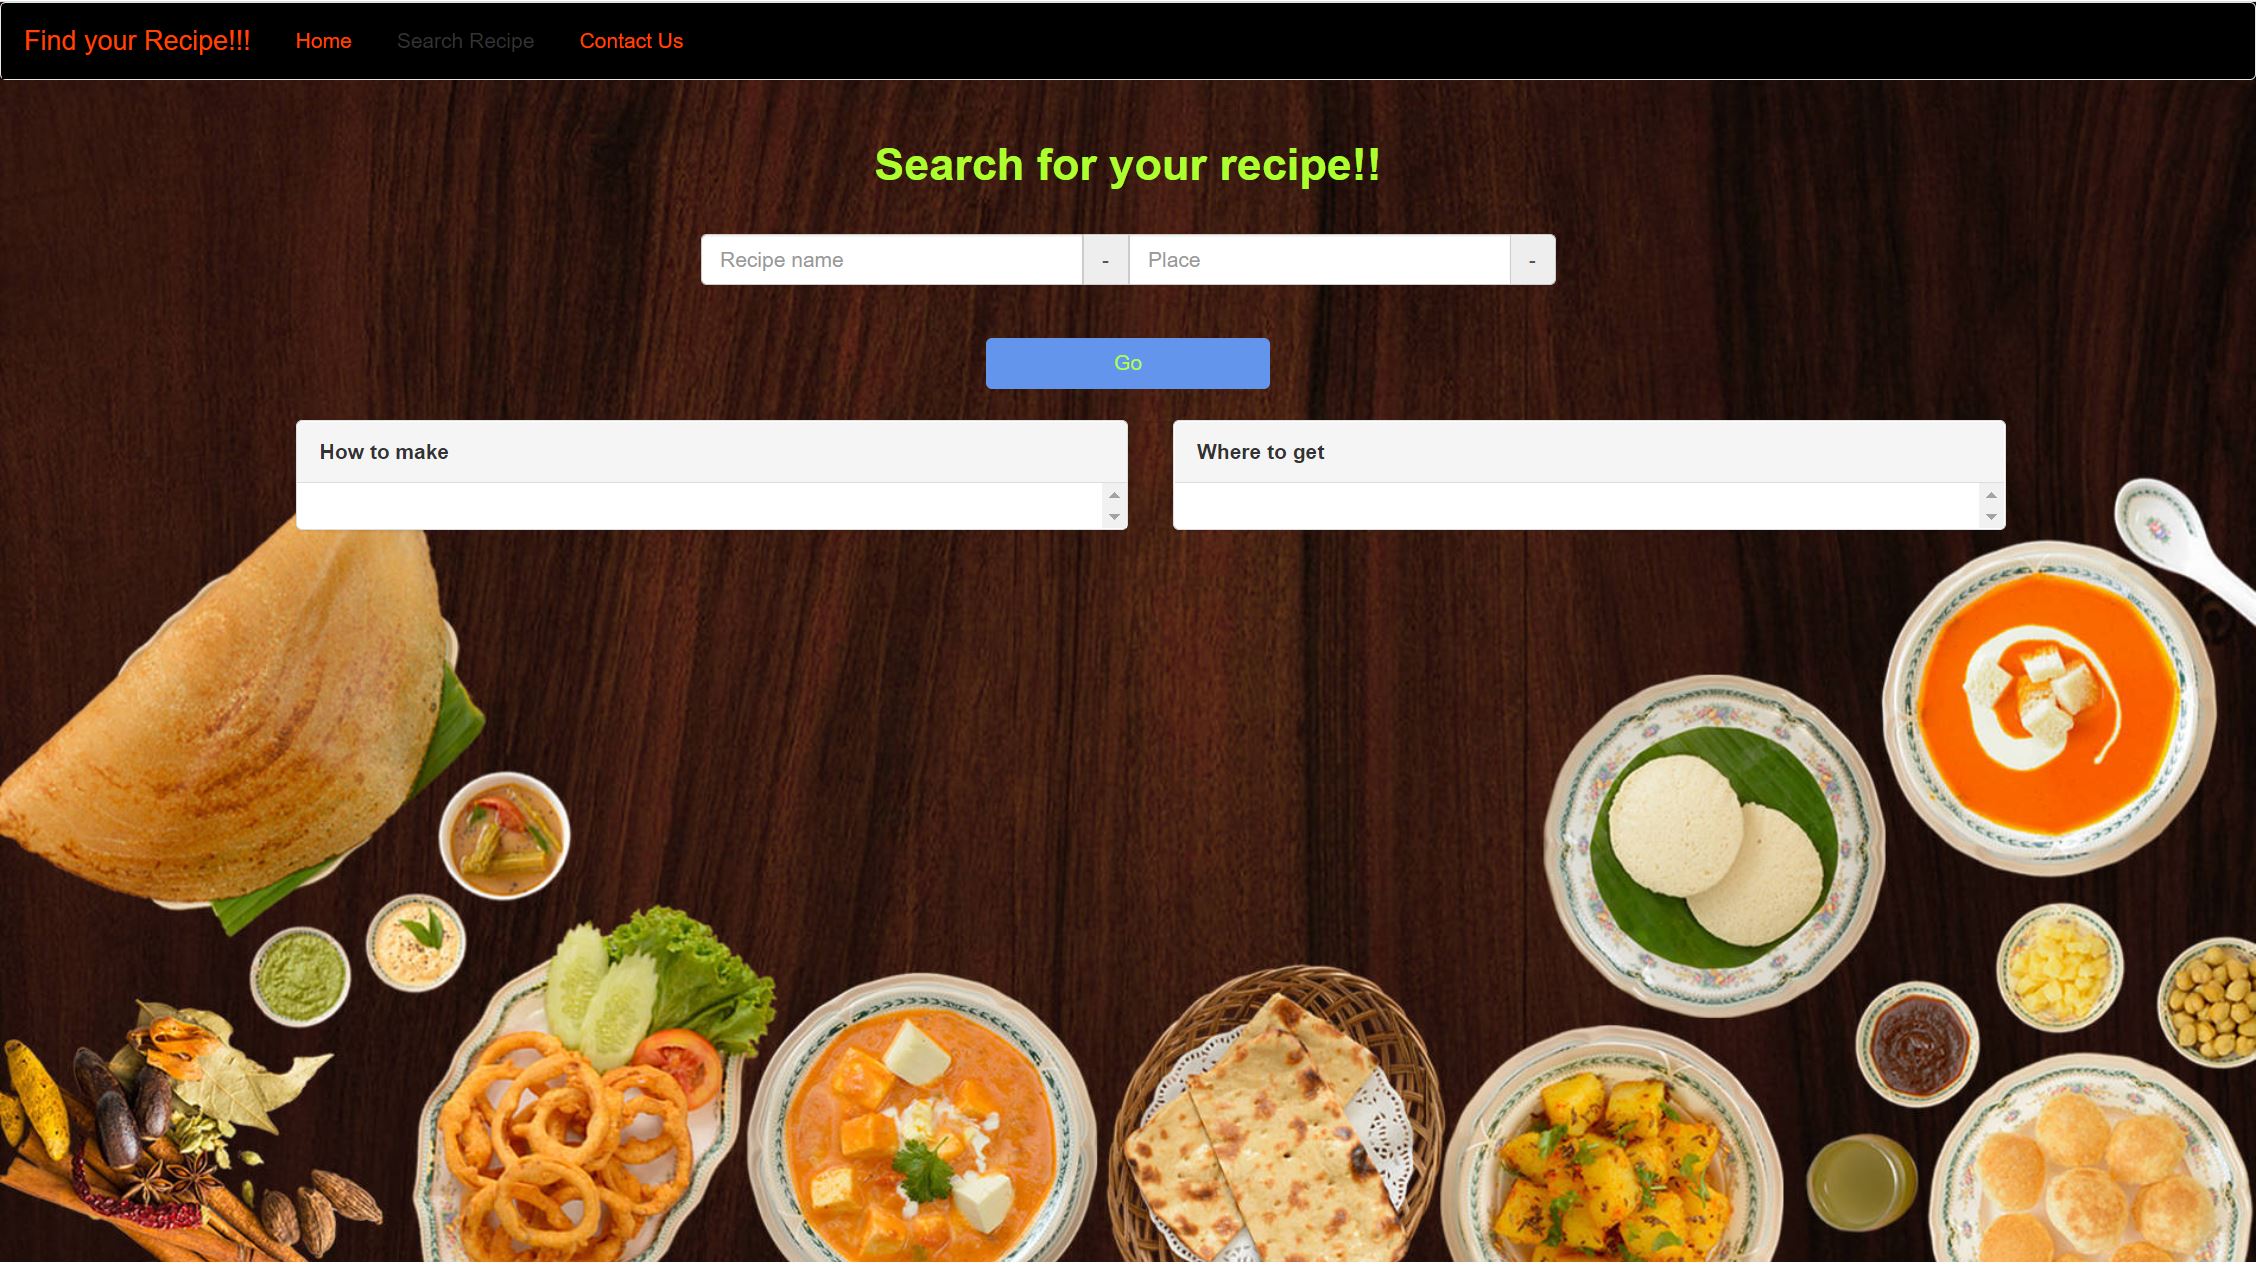 Find your Recipe!!! Home Search Recipe Contact Us
Search for your recipe!!
Recipe name - Place -
Go
How to make
Where to get